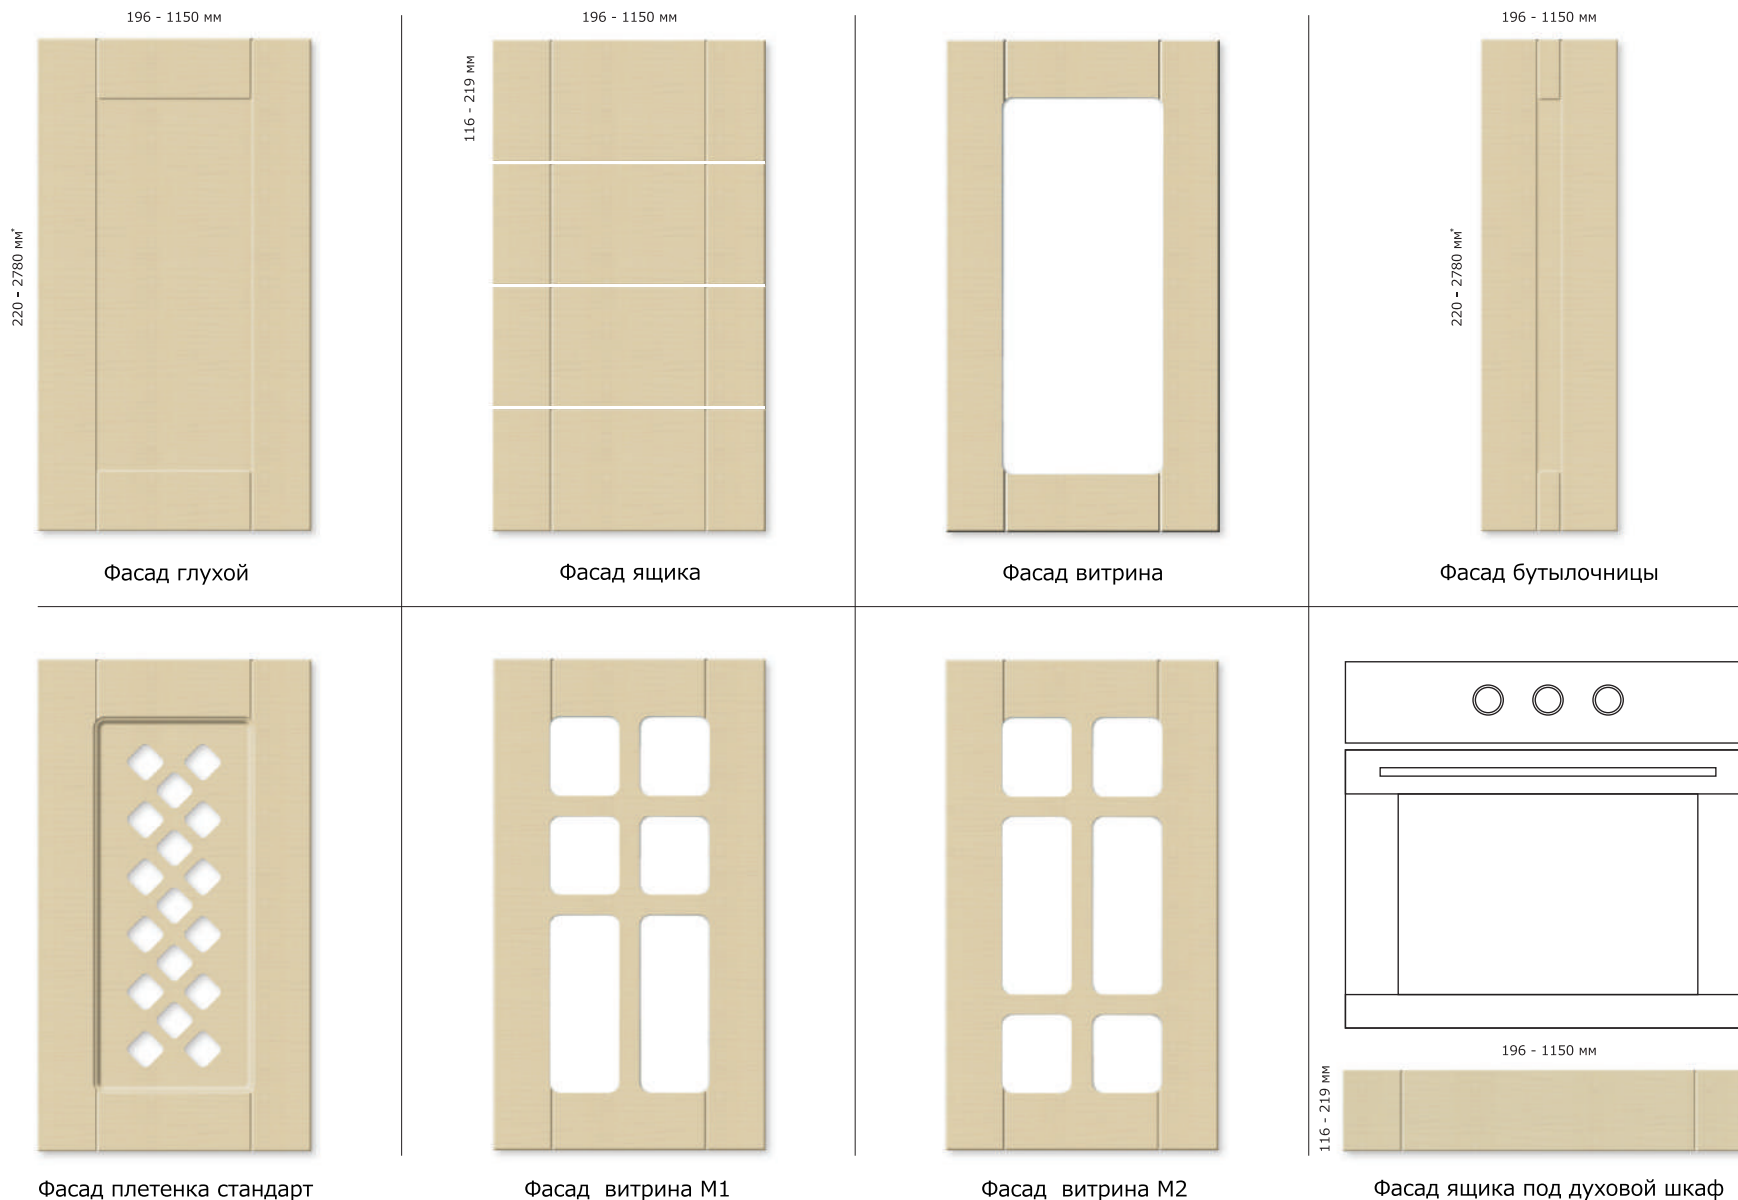 196 - 1150 мм
196 - 1150 мм
196 - 1150 мм
220 - 2780 мм*
116 - 219 мм
220 - 2780 мм*
Фасад глухой
Фасад ящика
Фасад витрина
Фасад бутылочницы
196 - 1150 мм
116 - 219 мм
Фасад плетенка стандарт
Фасад витрина М1
Фасад витрина М2
Фасад ящика под духовой шкаф